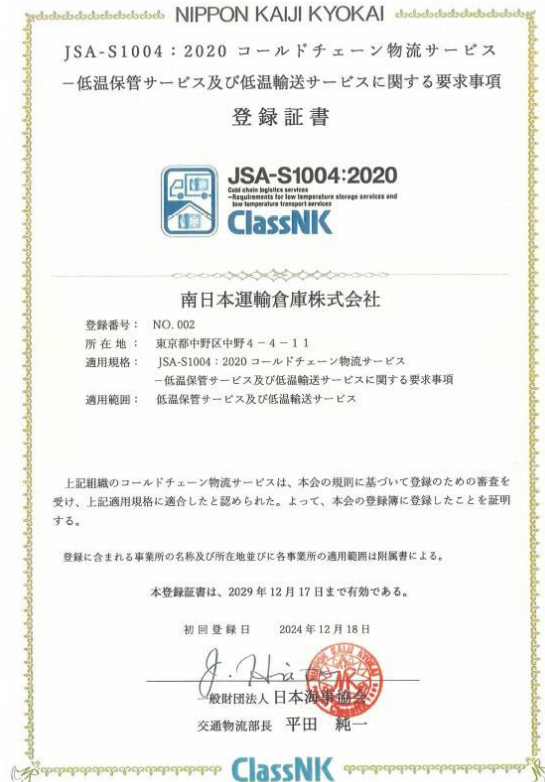 NIPPON KAIJI KYOKAI
JSA-S1004：2020 コールドチェーン物流サービス
－低温保管サービス及び低温輸送サービスに関する要求事項
登録証書
JSA-S1004:2020
Cold chain logistics services
-Requirements for low temperature storage services and
low temperature transport services
ClassNK
南日本運輸倉庫株式会社
登録番号： NO. 002
所 在 地： 東京都中野区中野４－４－１１
適用規格： JSA-S1004：2020 コールドチェーン物流サービス
－低温保管サービス及び低温輸送サービスに関する要求事項
適用範囲： 低温保管サービス及び低温輸送サービス
上記組織のコールドチェーン物流サービスは、本会の規則に基づいて登録のための審査を
受け、上記適用規格に適合したと認められた。よって、本会の登録簿に登録したことを証明
する。
登録に含まれる事業所の名称及び所在地並びに各事業所の適用範囲は附属書による。
本登録証書は、2029 年 12 月 17 日まで有効である。
初 回 登 録 日 2024 年 12 月 18 日
NIPPON KAIJI KYOKAI
一般財団法人 日本海事協会
交通物流部長 平田 純一
ClassNK